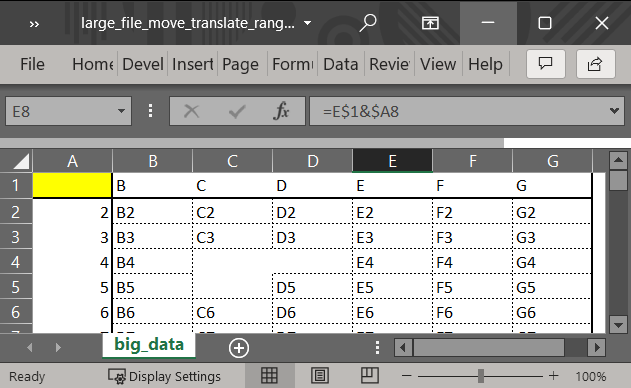 ›› large_file_move_translate_rang...
File Home Devel Insert Page Form Data Revie View Help
E8 fx =E$1&$A8
A B C D E F G
1 B C D E F G
2 2 B2 C2 D2 E2 F2 G2
3 3 B3 C3 D3 E3 F3 G3
4 4 B4 E4 F4 G4
5 5 B5 D5 E5 F5 G5
6 6 B6 C6 D6 E6 F6 G6
big_data
Ready Display Settings 100%